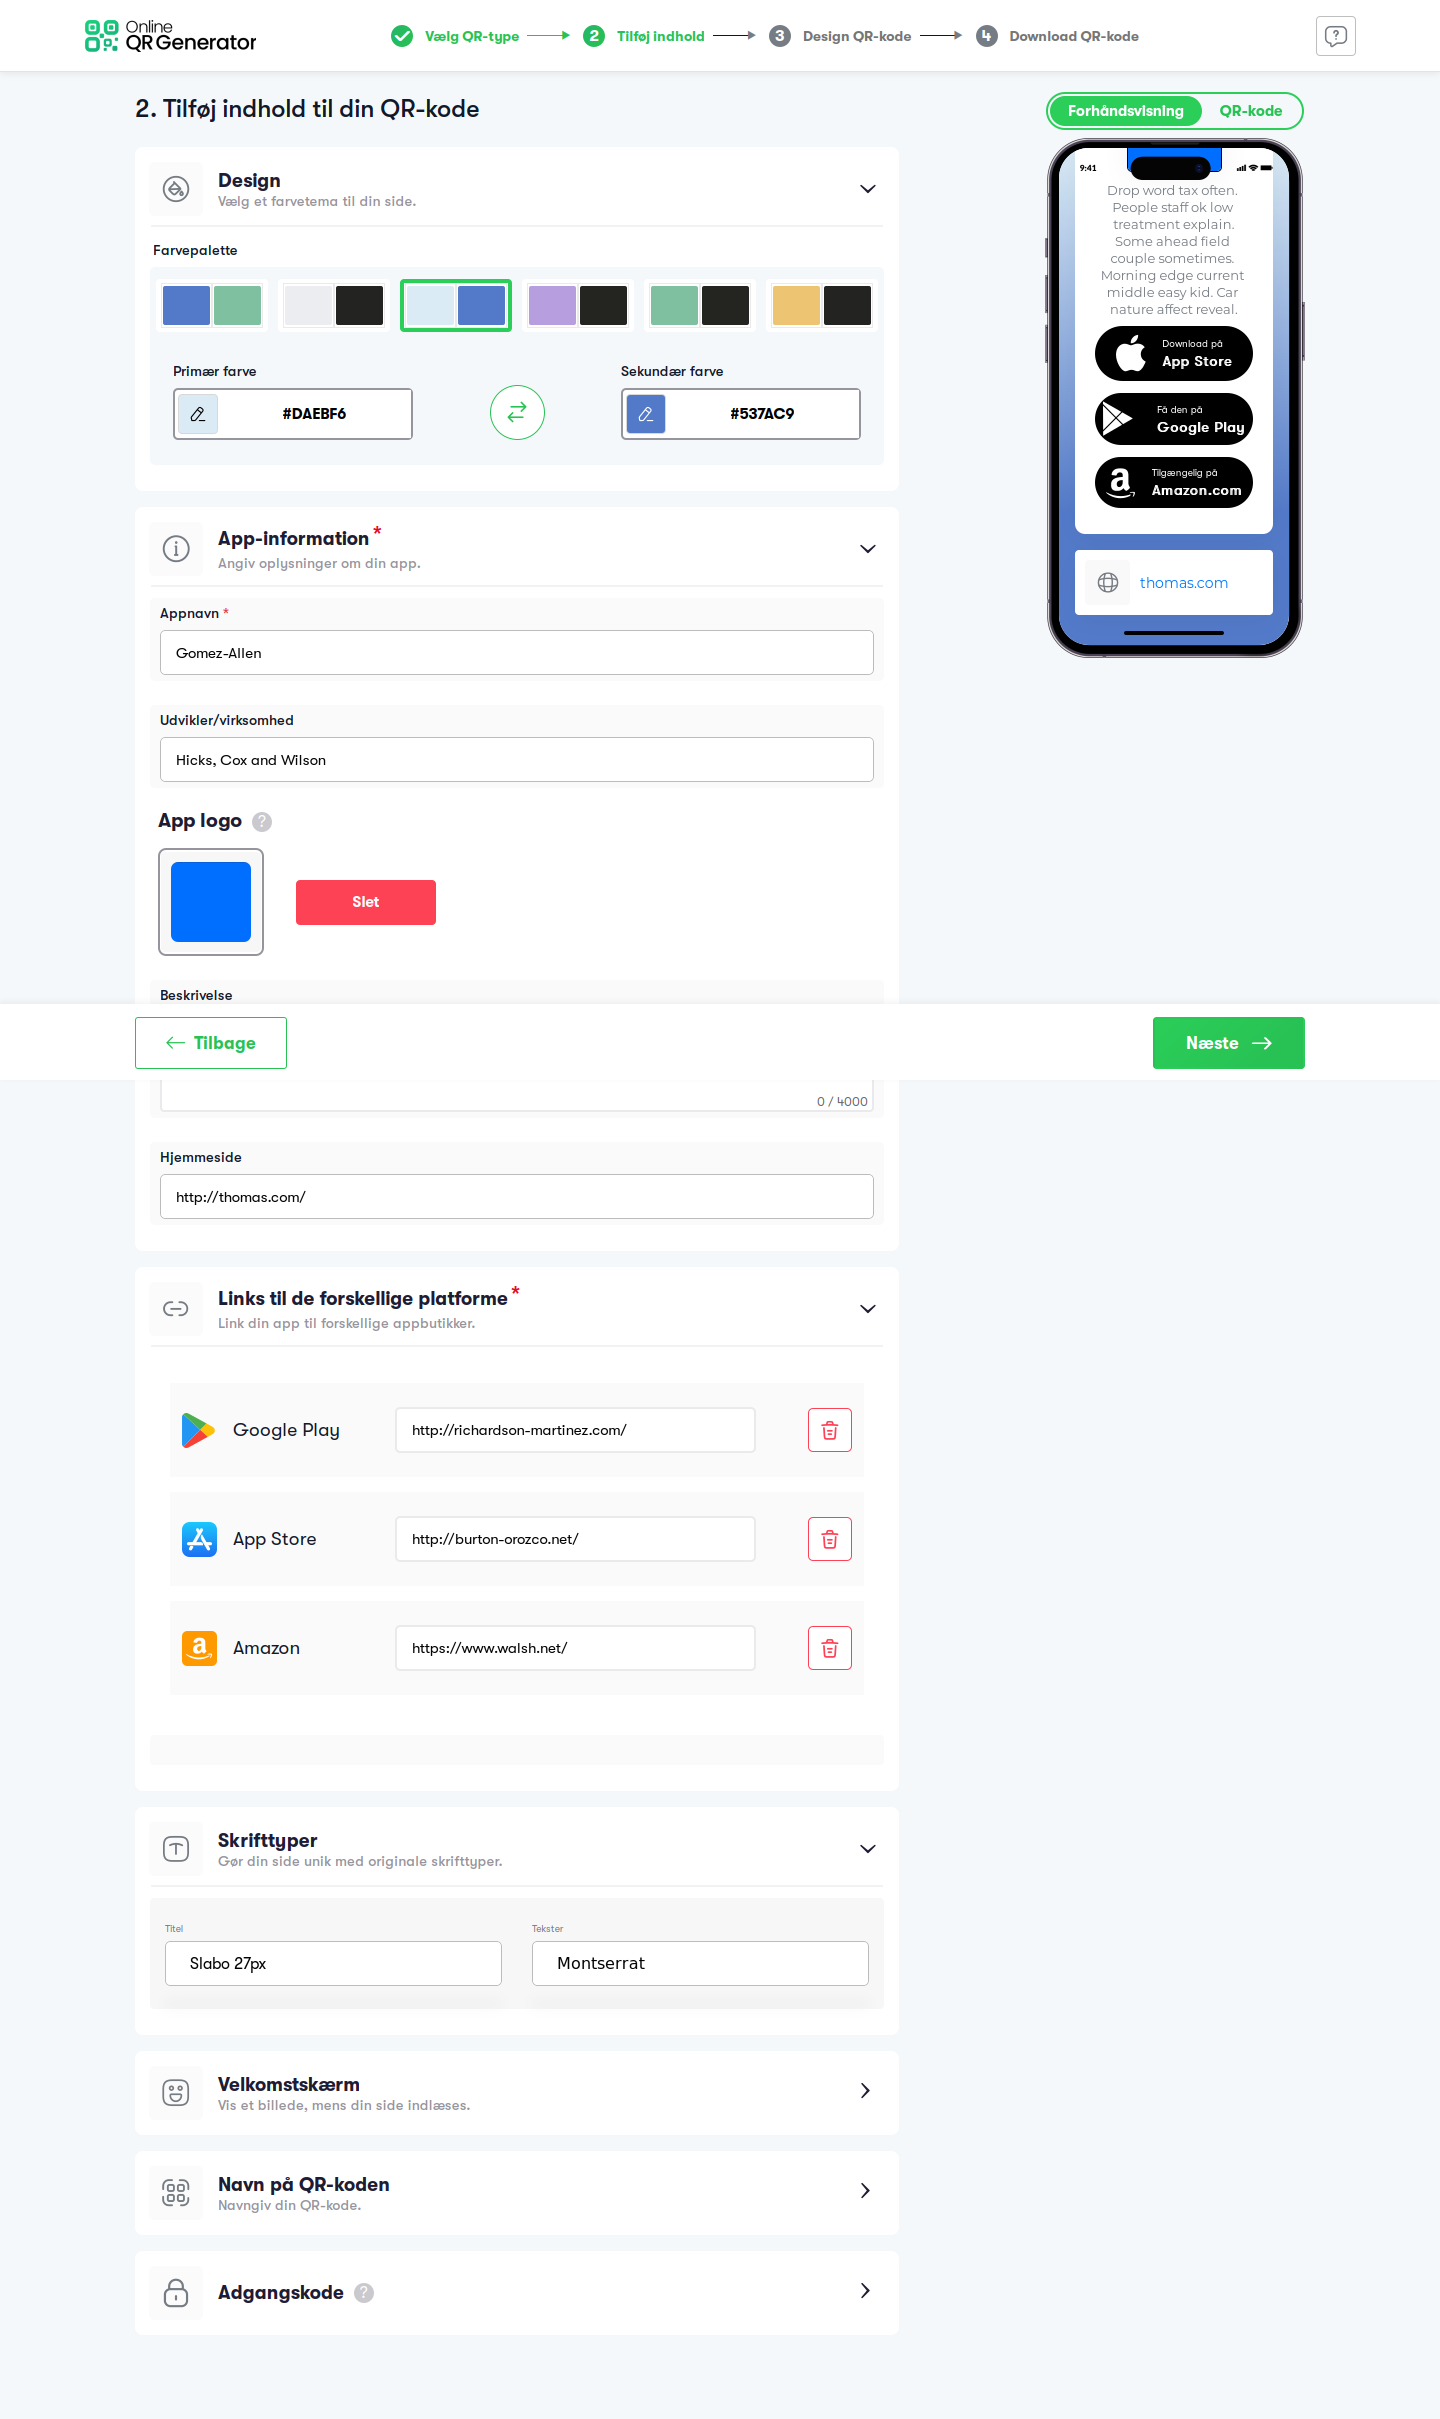 Online
QR Generator
Vælg QR-type
2 Tilføj indhold
3 Design QR-kode
4 Download QR-kode
2. Tilføj indhold til din QR-kode
Forhåndsvisning QR-kode
Design
Vælg et farvetema til din side.
Farvepalette
Primær farve
#DAEBF6
Sekundær farve
#537AC9
9:41
Drop word tax often.
People staff ok low
treatment explain.
Some ahead field
couple sometimes.
Morning edge current
middle easy kid. Car
nature affect reveal.
Download på
App Store
Få den på
Google Play
Tilgængelig på
Amazon.com
thomas.com
App-information *
Angiv oplysninger om din app.
Appnavn *
Gomez-Allen
Udvikler/virksomhed
Hicks, Cox and Wilson
App logo ?
Slet
Beskrivelse
Tilbage
Næste
0 / 4000
Hjemmeside
http://thomas.com/
Links til de forskellige platforme *
Link din app til forskellige appbutikker.
Google Play
http://richardson-martinez.com/
App Store
http://burton-orozco.net/
Amazon
https://www.walsh.net/
Skrifttyper
Gør din side unik med originale skrifttyper.
Titel
Slabo 27px
Tekster
Montserrat
Velkomstskærm
Vis et billede, mens din side indlæses.
Navn på QR-koden
Navngiv din QR-kode.
Adgangskode ?